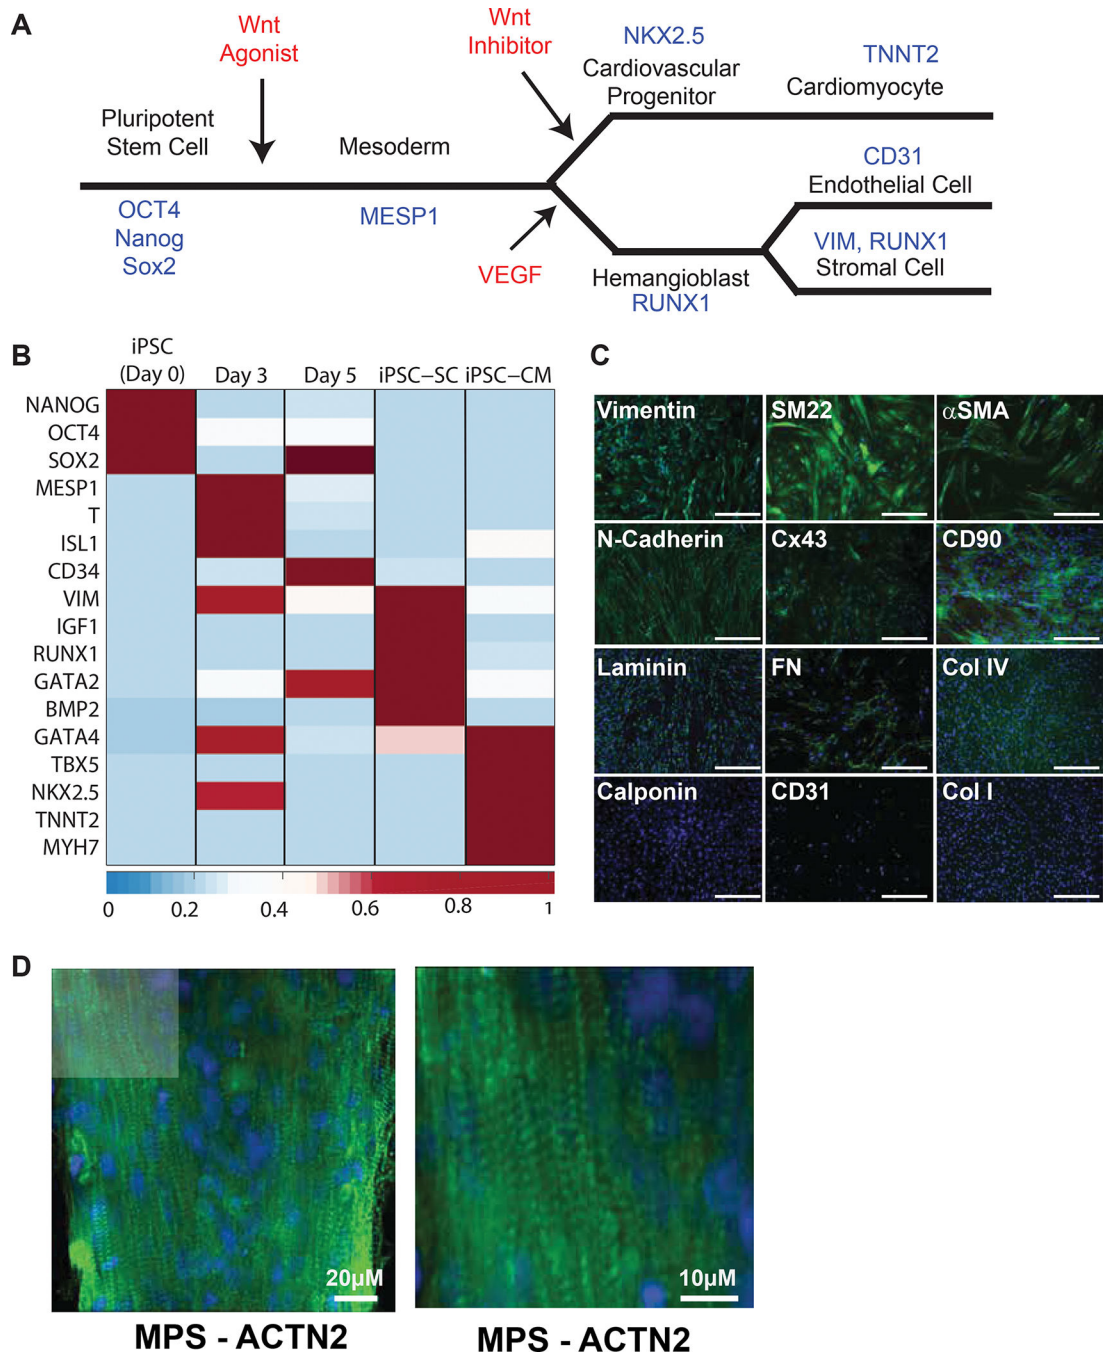 A
Wnt
Agonist
Wnt
Inhibitor
NKX2.5
Cardiovascular
Progenitor
TNNT2
Cardiomyocyte
Pluripotent
Stem Cell
Mesoderm
CD31
Endothelial Cell
OCT4
Nanog
Sox2
MESP1
VIM, RUNX1
Stromal Cell
VEGF
Hemangioblast
RUNX1
B
iPSC
(Day 0)
Day 3
Day 5
iPSC–SC
iPSC–CM
NANOG
OCT4
SOX2
MESP1
T
ISL1
CD34
VIM
IGF1
RUNX1
GATA2
BMP2
GATA4
TBX5
NKX2.5
TNNT2
MYH7
0
0.2
0.4
0.6
0.8
1
C
Vimentin
SM22
αSMA
N-Cadherin
Cx43
CD90
Laminin
FN
Col IV
Calponin
CD31
Col I
D
20µM
10µM
MPS - ACTN2
MPS - ACTN2